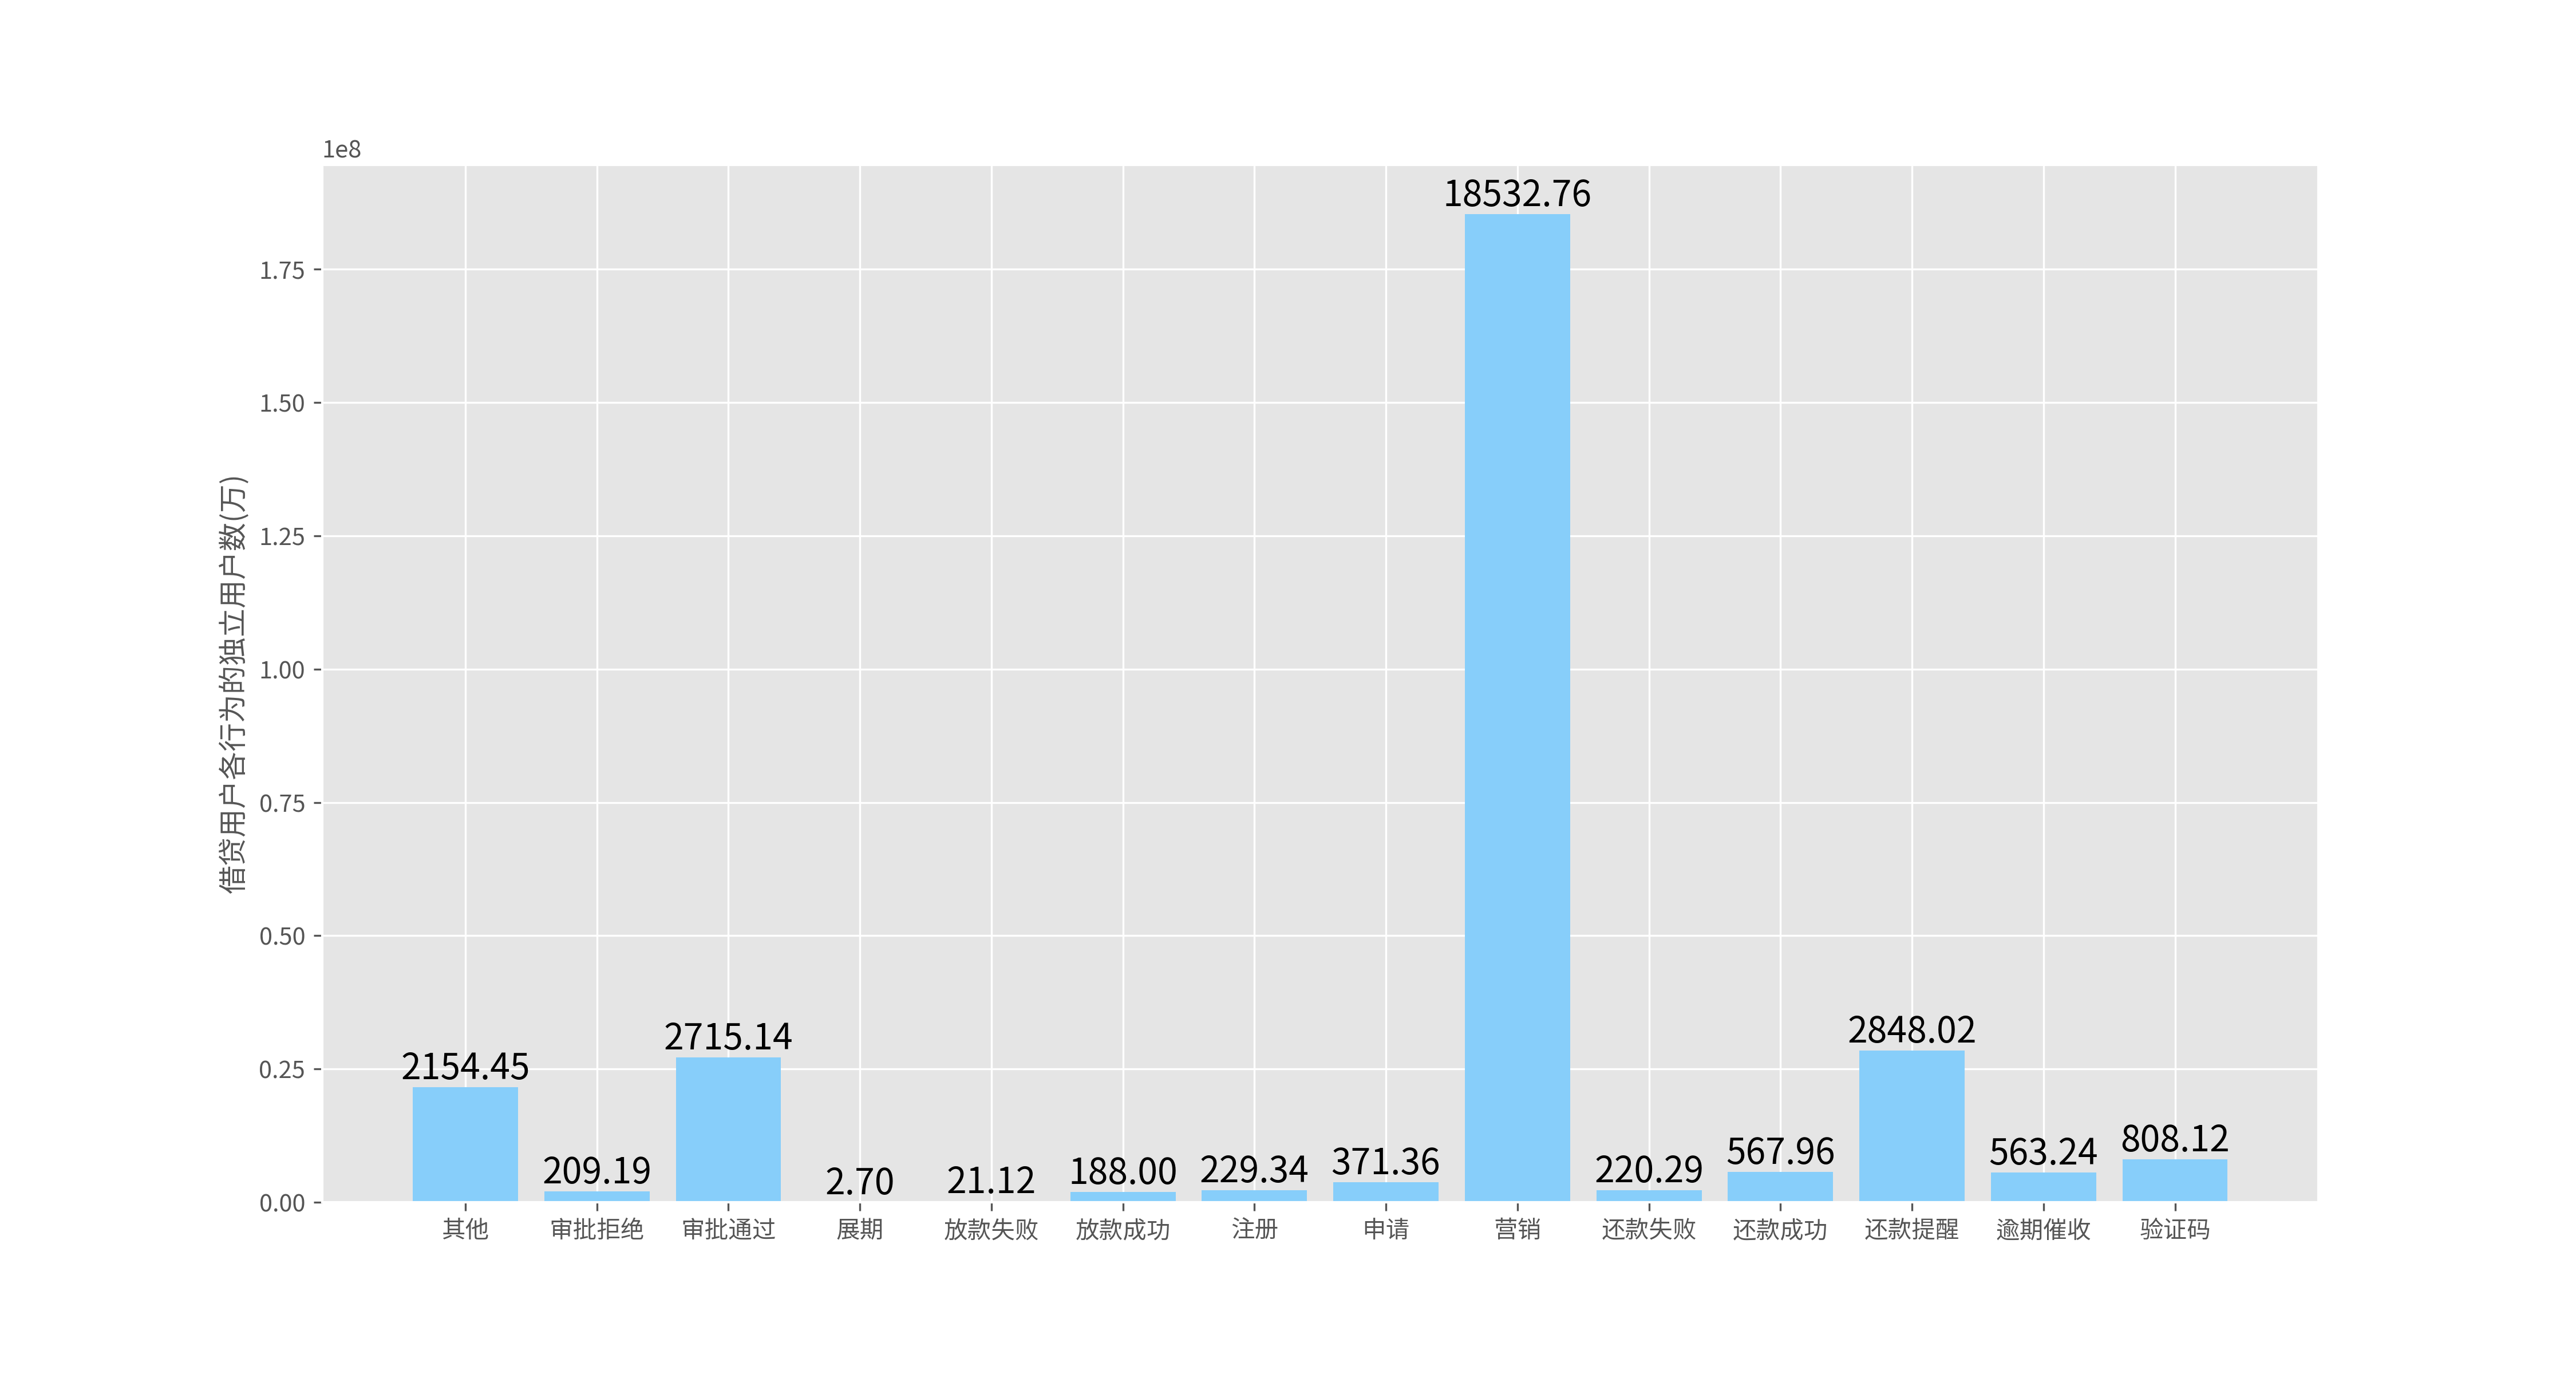 1e8
1.75
1.50
1.25
1.00
0.75
0.50
0.25
0.00
借贷用户各行为的独立用户数(万)
2154.45
209.19
2715.14
2.70
21.12
188.00
229.34
371.36
18532.76
220.29
567.96
2848.02
563.24
808.12
其他
审批拒绝
审批通过
展期
放款失败
放款成功
注册
申请
营销
还款失败
还款成功
还款提醒
逾期催收
验证码